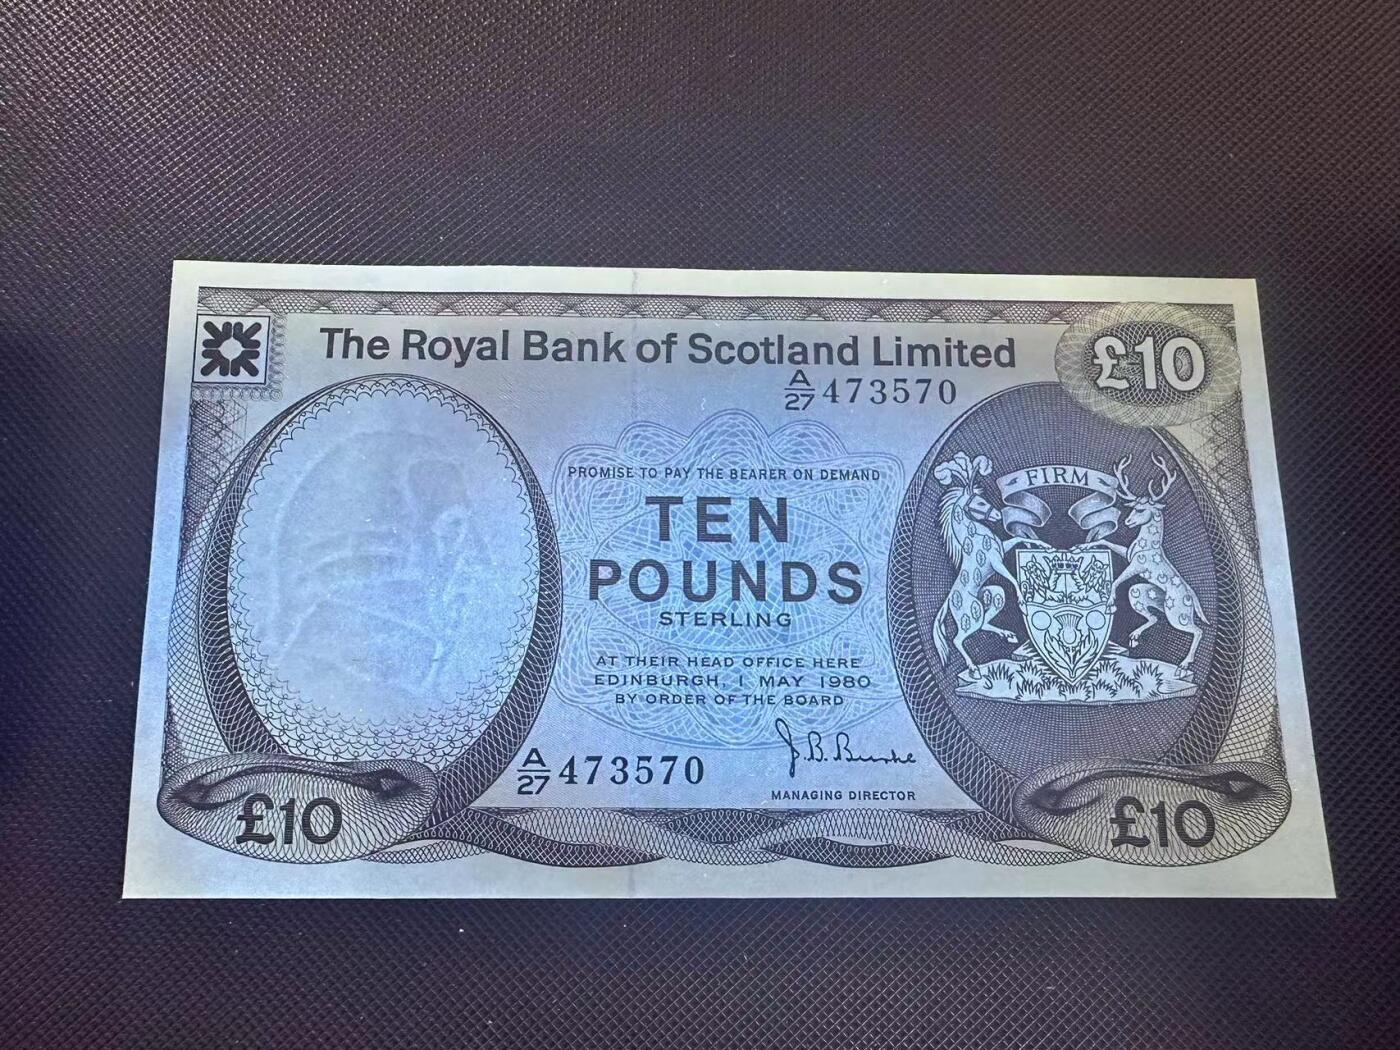 The Royal Bank of Scotland Limited
£10
A/27 473570
FIRM
PROMISE TO PAY THE BEARER ON DEMAND
TEN
POUNDS
STERLING
AT THEIR HEAD OFFICE HERE
EDINBURGH, 1 MAY 1980
BY ORDER OF THE BOARD
J.B. Burke
A/27 473570
MANAGING DIRECTOR
£10
£10